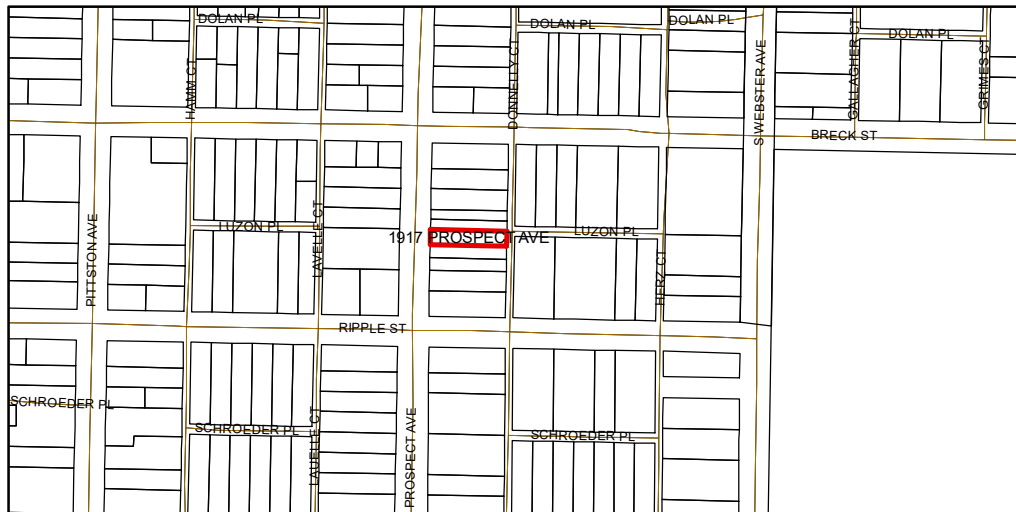 DOLAN PL
DOLAN PL
DOLAN PL
DOLAN PL
HAMM CT
DONNELLY CT
S WEBSTER AVE
GALLAGHER CT
GRIMES CT
BRECK ST
PITTSTON AVE
LUZON PL
LAVELLE CT
1917 PROSPECT AVE
LUZON PL
HERZ CT
RIPPLE ST
SCHROEDER PL
SCHROEDER PL
LAVELLE CT
PROSPECT AVE
SCHROEDER PL